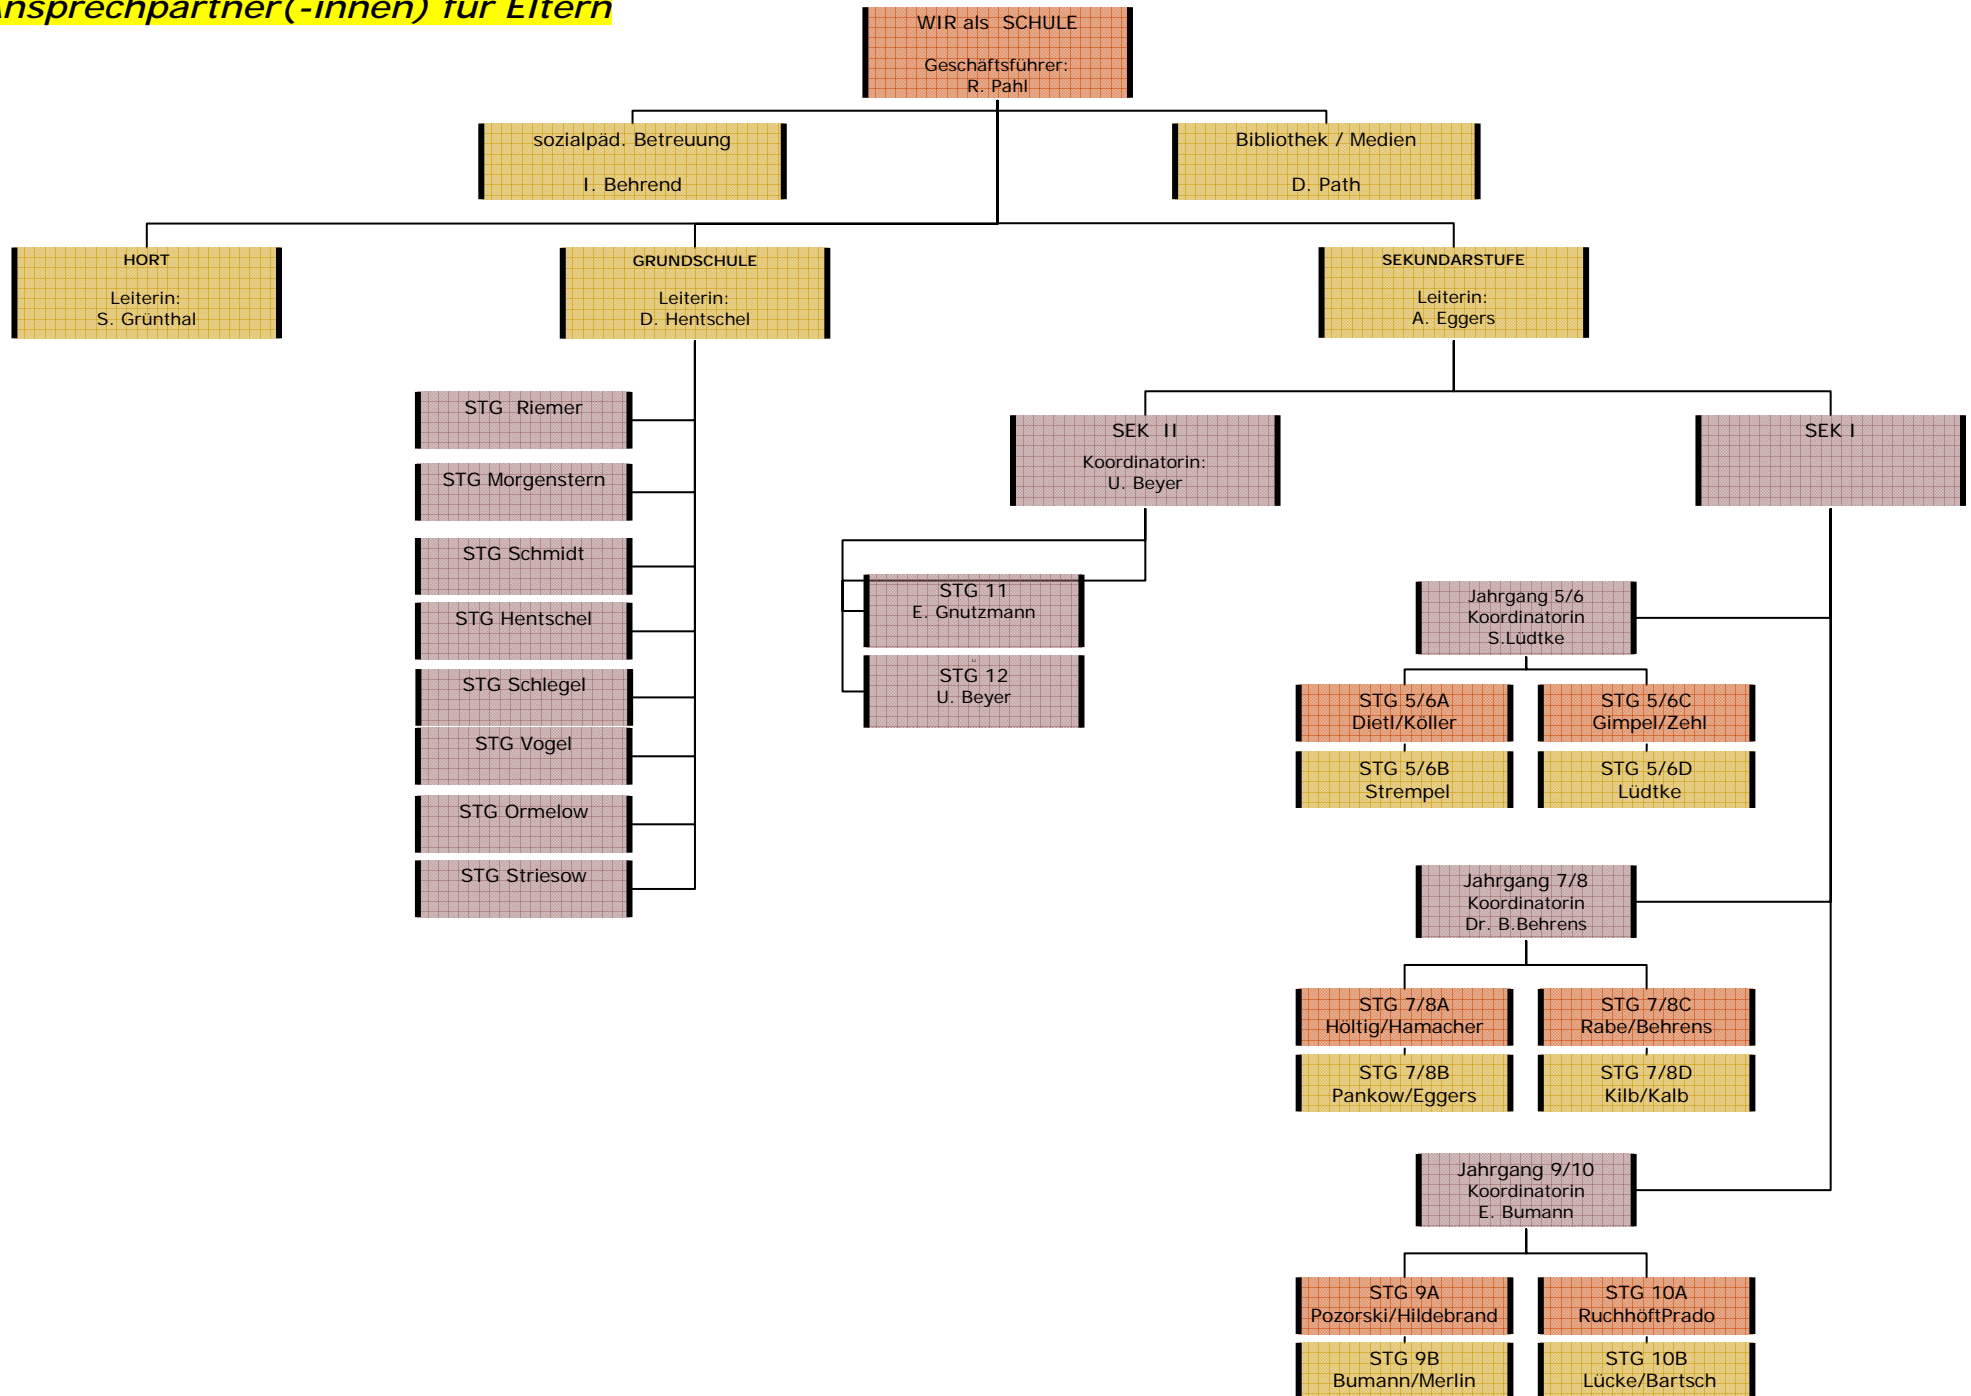 Ansprechpartner(-innen) für Eltern
WIR als SCHULE
Geschäftsführer:
R. Pahl
sozialpäd. Betreuung
I. Behrend
Bibliothek / Medien
D. Path
HORT
Leiterin:
S. Grünthal
GRUNDSCHULE
Leiterin:
D. Hentschel
SEKUNDARSTUFE
Leiterin:
A. Eggers
STG Riemer
STG Morgenstern
STG Schmidt
STG Hentschel
STG Schlegel
STG Vogel
STG Ormelow
STG Striesow
SEK II
Koordinatorin:
U. Beyer
STG 11
E. Gnutzmann
STG 12
U. Beyer
SEK I
Jahrgang 5/6
Koordinatorin
S.Lüdtke
STG 5/6A
Dietl/Köller
STG 5/6C
Gimpel/Zehl
STG 5/6B
Strempel
STG 5/6D
Lüdtke
Jahrgang 7/8
Koordinatorin
Dr. B.Behrens
STG 7/8A
Höltig/Hamacher
STG 7/8C
Rabe/Behrens
STG 7/8B
Pankow/Eggers
STG 7/8D
Kilb/Kalb
Jahrgang 9/10
Koordinatorin
E. Bumann
STG 9A
Pozorski/Hildebrand
STG 10A
RuchhöftPrado
STG 9B
Bumann/Merlin
STG 10B
Lücke/Bartsch